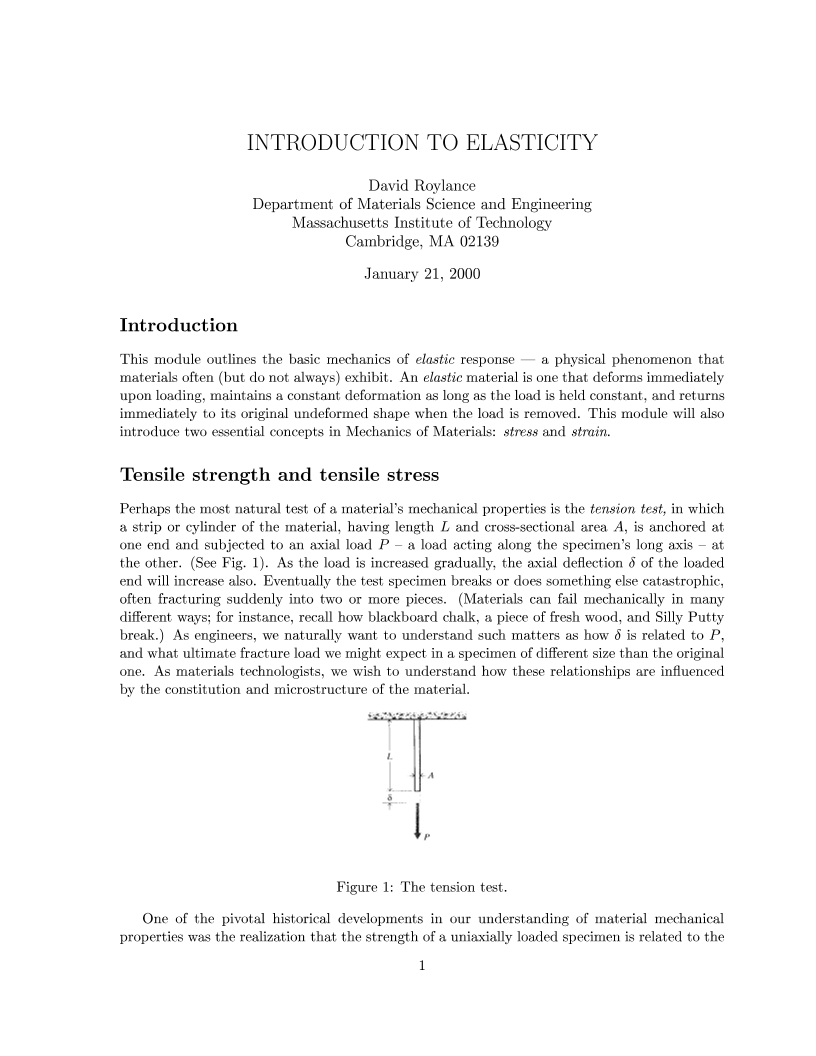 INTRODUCTION TO ELASTICITY
David Roylance
Department of Materials Science and Engineering
Massachusetts Institute of Technology
Cambridge, MA 02139
January 21, 2000
Introduction
This module outlines the basic mechanics of elastic response — a physical phenomenon that
materials often (but do not always) exhibit. An elastic material is one that deforms immediately
upon loading, maintains a constant deformation as long as the load is held constant, and returns
immediately to its original undeformed shape when the load is removed. This module will also
introduce two essential concepts in Mechanics of Materials: stress and strain.
Tensile strength and tensile stress
Perhaps the most natural test of a material's mechanical properties is the tension test, in which
a strip or cylinder of the material, having length L and cross-sectional area A, is anchored at
one end and subjected to an axial load P – a load acting along the specimen's long axis – at
the other. (See Fig. 1). As the load is increased gradually, the axial deflection δ of the loaded
end will increase also. Eventually the test specimen breaks or does something else catastrophic,
often fracturing suddenly into two or more pieces. (Materials can fail mechanically in many
different ways; for instance, recall how blackboard chalk, a piece of fresh wood, and Silly Putty
break.) As engineers, we naturally want to understand such matters as how δ is related to P,
and what ultimate fracture load we might expect in a specimen of different size than the original
one. As materials technologists, we wish to understand how these relationships are influenced
by the constitution and microstructure of the material.
L
A
δ
P
Figure 1: The tension test.
One of the pivotal historical developments in our understanding of material mechanical
properties was the realization that the strength of a uniaxially loaded specimen is related to the
1